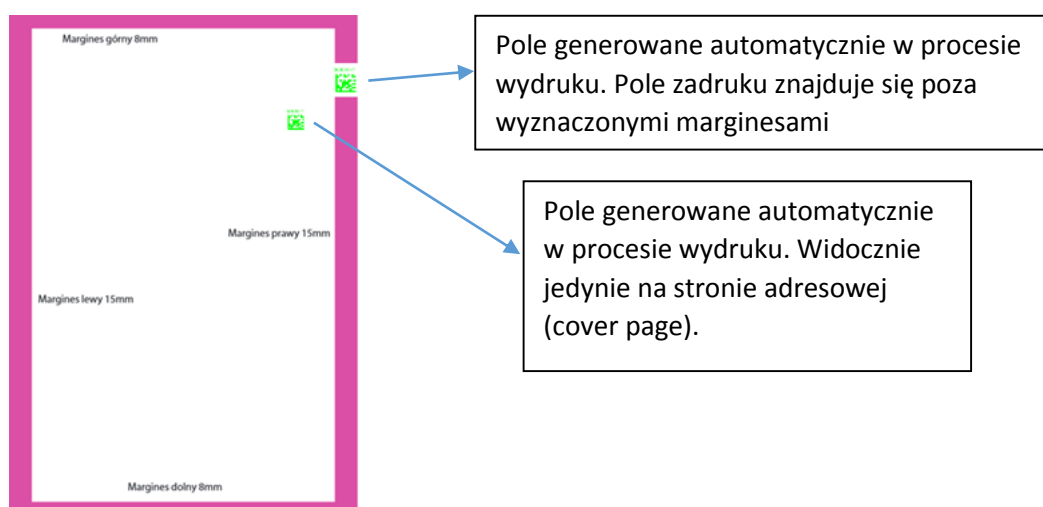 Margines górny 8mm
Pole generowane automatycznie w procesie
wydruku. Pole zadruku znajduje się poza
wyznaczonymi marginesami
Pole generowane automatycznie
w procesie wydruku. Widocznie
jedynie na stronie adresowej
(cover page).
Margines prawy 15mm
Margines lewy 15mm
Margines dolny 8mm